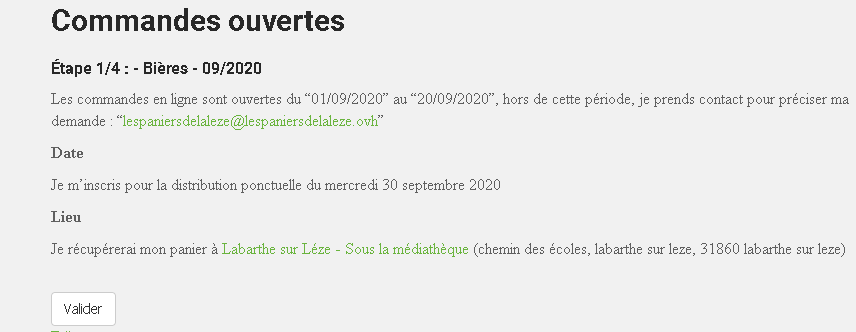 Commandes ouvertes
Étape 1/4 : - Bières - 09/2020
Les commandes en ligne sont ouvertes du “01/09/2020” au “20/09/2020”, hors de cette période, je prends contact pour préciser ma
demande : “lespaniersdelaleze@lespaniersdelaleze.ovh”
Date
Je m’inscris pour la distribution ponctuelle du mercredi 30 septembre 2020
Lieu
Je récupérerai mon panier à Labarthe sur Léze - Sous la médiathèque (chemin des écoles, labarthe sur leze, 31860 labarthe sur leze)
Valider